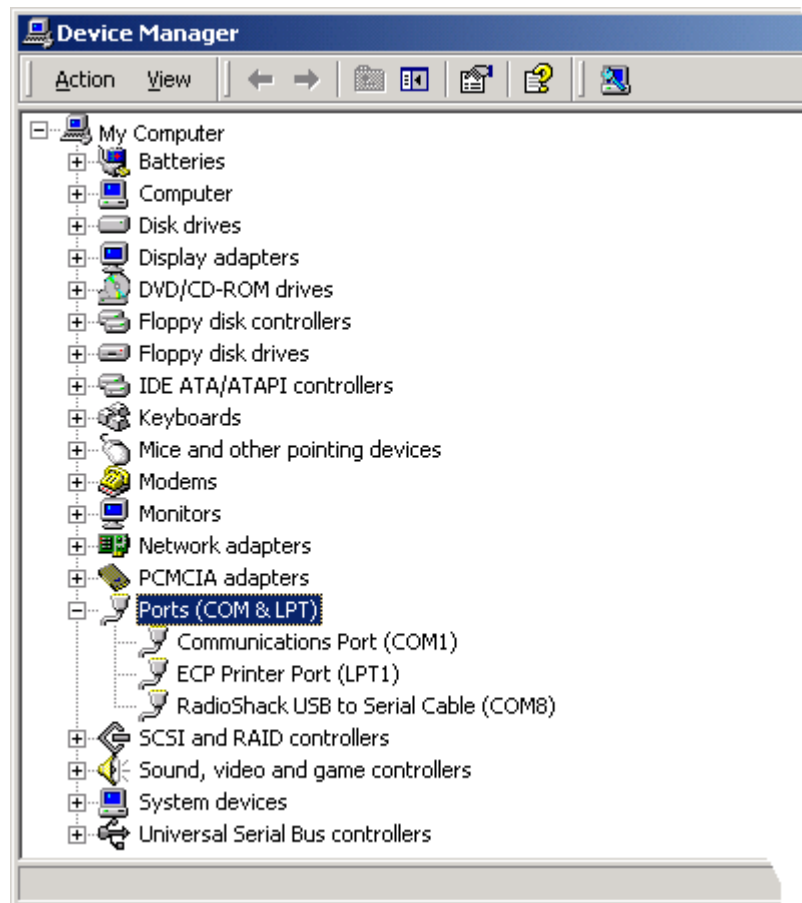 Device Manager
Action View
My Computer
Batteries
Computer
Disk drives
Display adapters
DVD/CD-ROM drives
Floppy disk controllers
Floppy disk drives
IDE ATA/ATAPI controllers
Keyboards
Mice and other pointing devices
Modems
Monitors
Network adapters
PCMCIA adapters
Ports (COM & LPT)
Communications Port (COM1)
ECP Printer Port (LPT1)
RadioShack USB to Serial Cable (COM8)
SCSI and RAID controllers
Sound, video and game controllers
System devices
Universal Serial Bus controllers